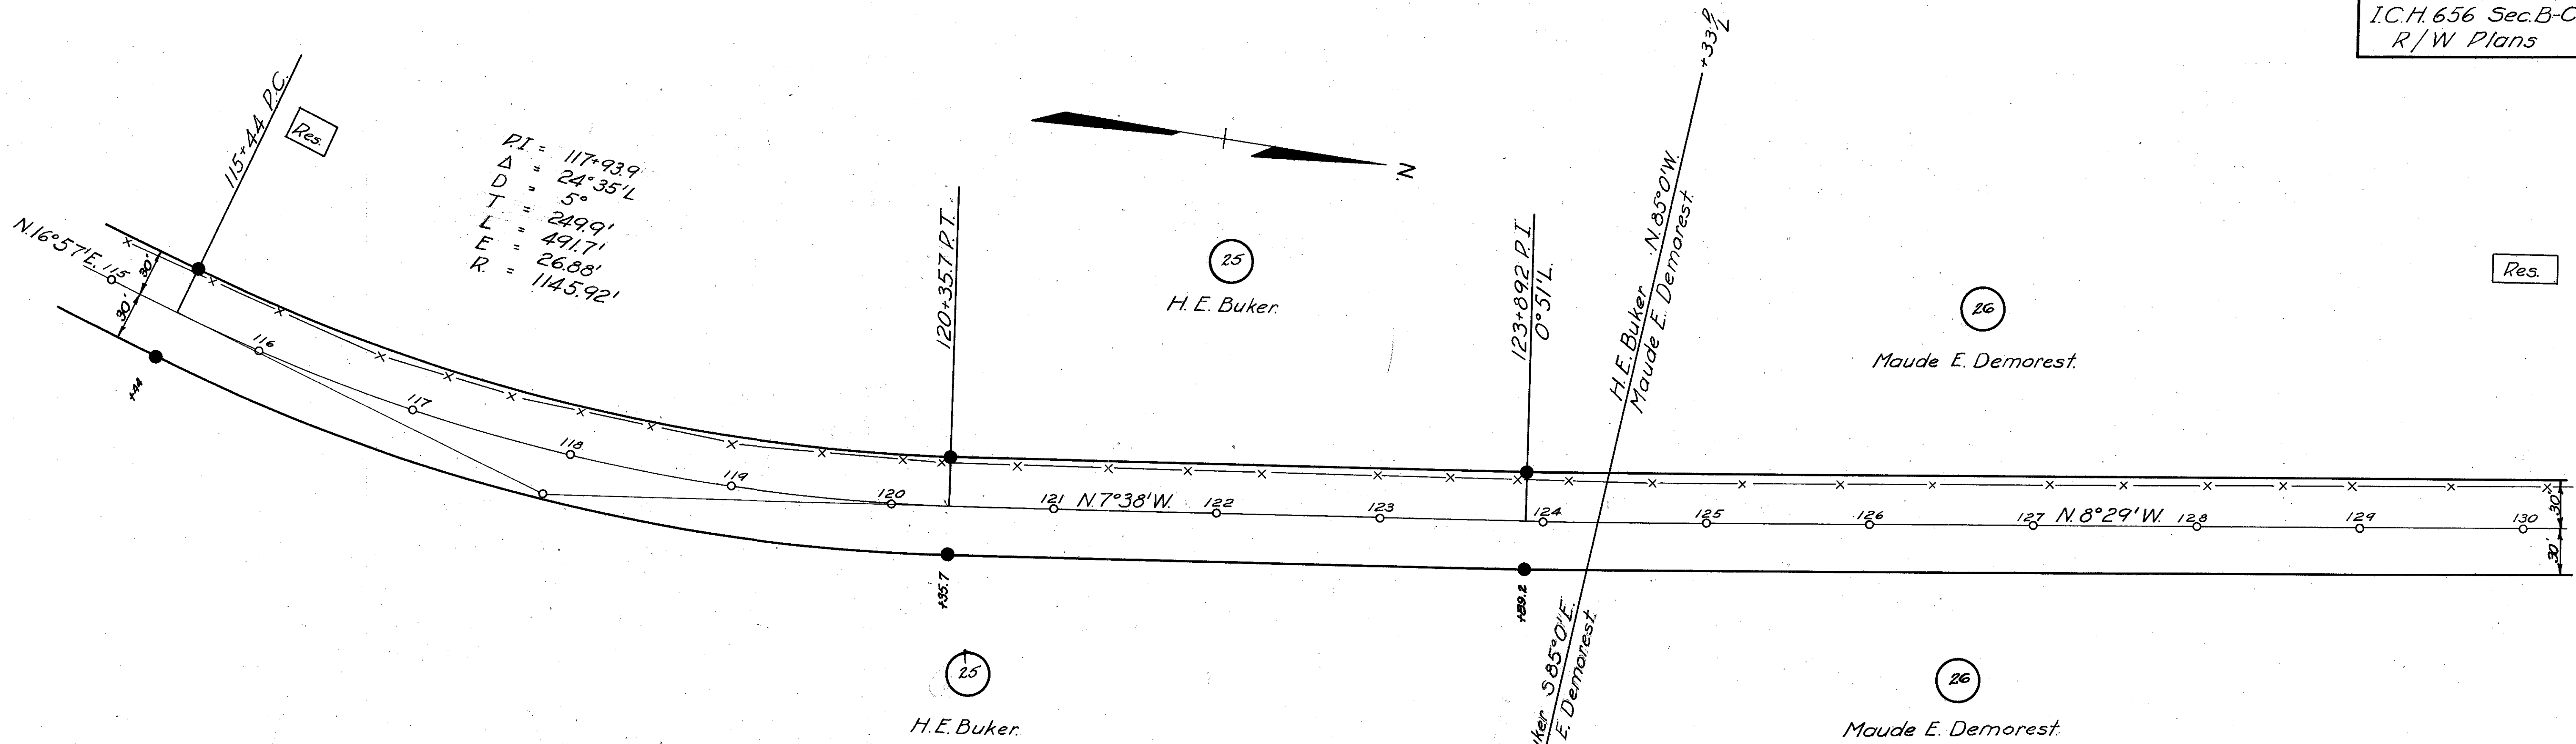 I.C.H. 656 Sec. B-C
R/W Plans
115+44 P.C.
Res.
P.I = 117+93.9
Δ = 24°35'L
D = 5°
T = 249.9'
L = 491.7'
E = 26.88'
R. = 1145.92'
N.
+33 P/L
H.E. Buker N.85°0'W.
Maude E. Demorest.
N.16°57'E.
30'
30'
120+35.7 P.T.
25
H. E. Buker.
123+89.2 P.I.
0°51'L.
26
Maude E. Demorest.
Res.
115
116
117
118
119
120
121
N.7°38'W.
122
123
124
125
126
127
N.8°29'W.
128
129
130
30'
30'
+44
+35.7
+89.2
25
H.E. Buker.
uker S85°0'E.
E. Demorest.
26
Maude E. Demorest.